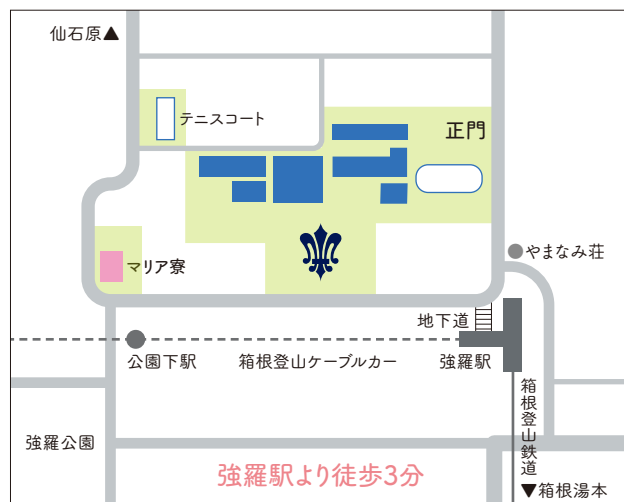 仙石原▲
テニスコート
正門
マリア寮
やまなみ荘
地下道
公園下駅
箱根登山ケーブルカー
強羅駅
箱根登山鉄道
強羅公園
強羅駅より徒歩3分
▼箱根湯本